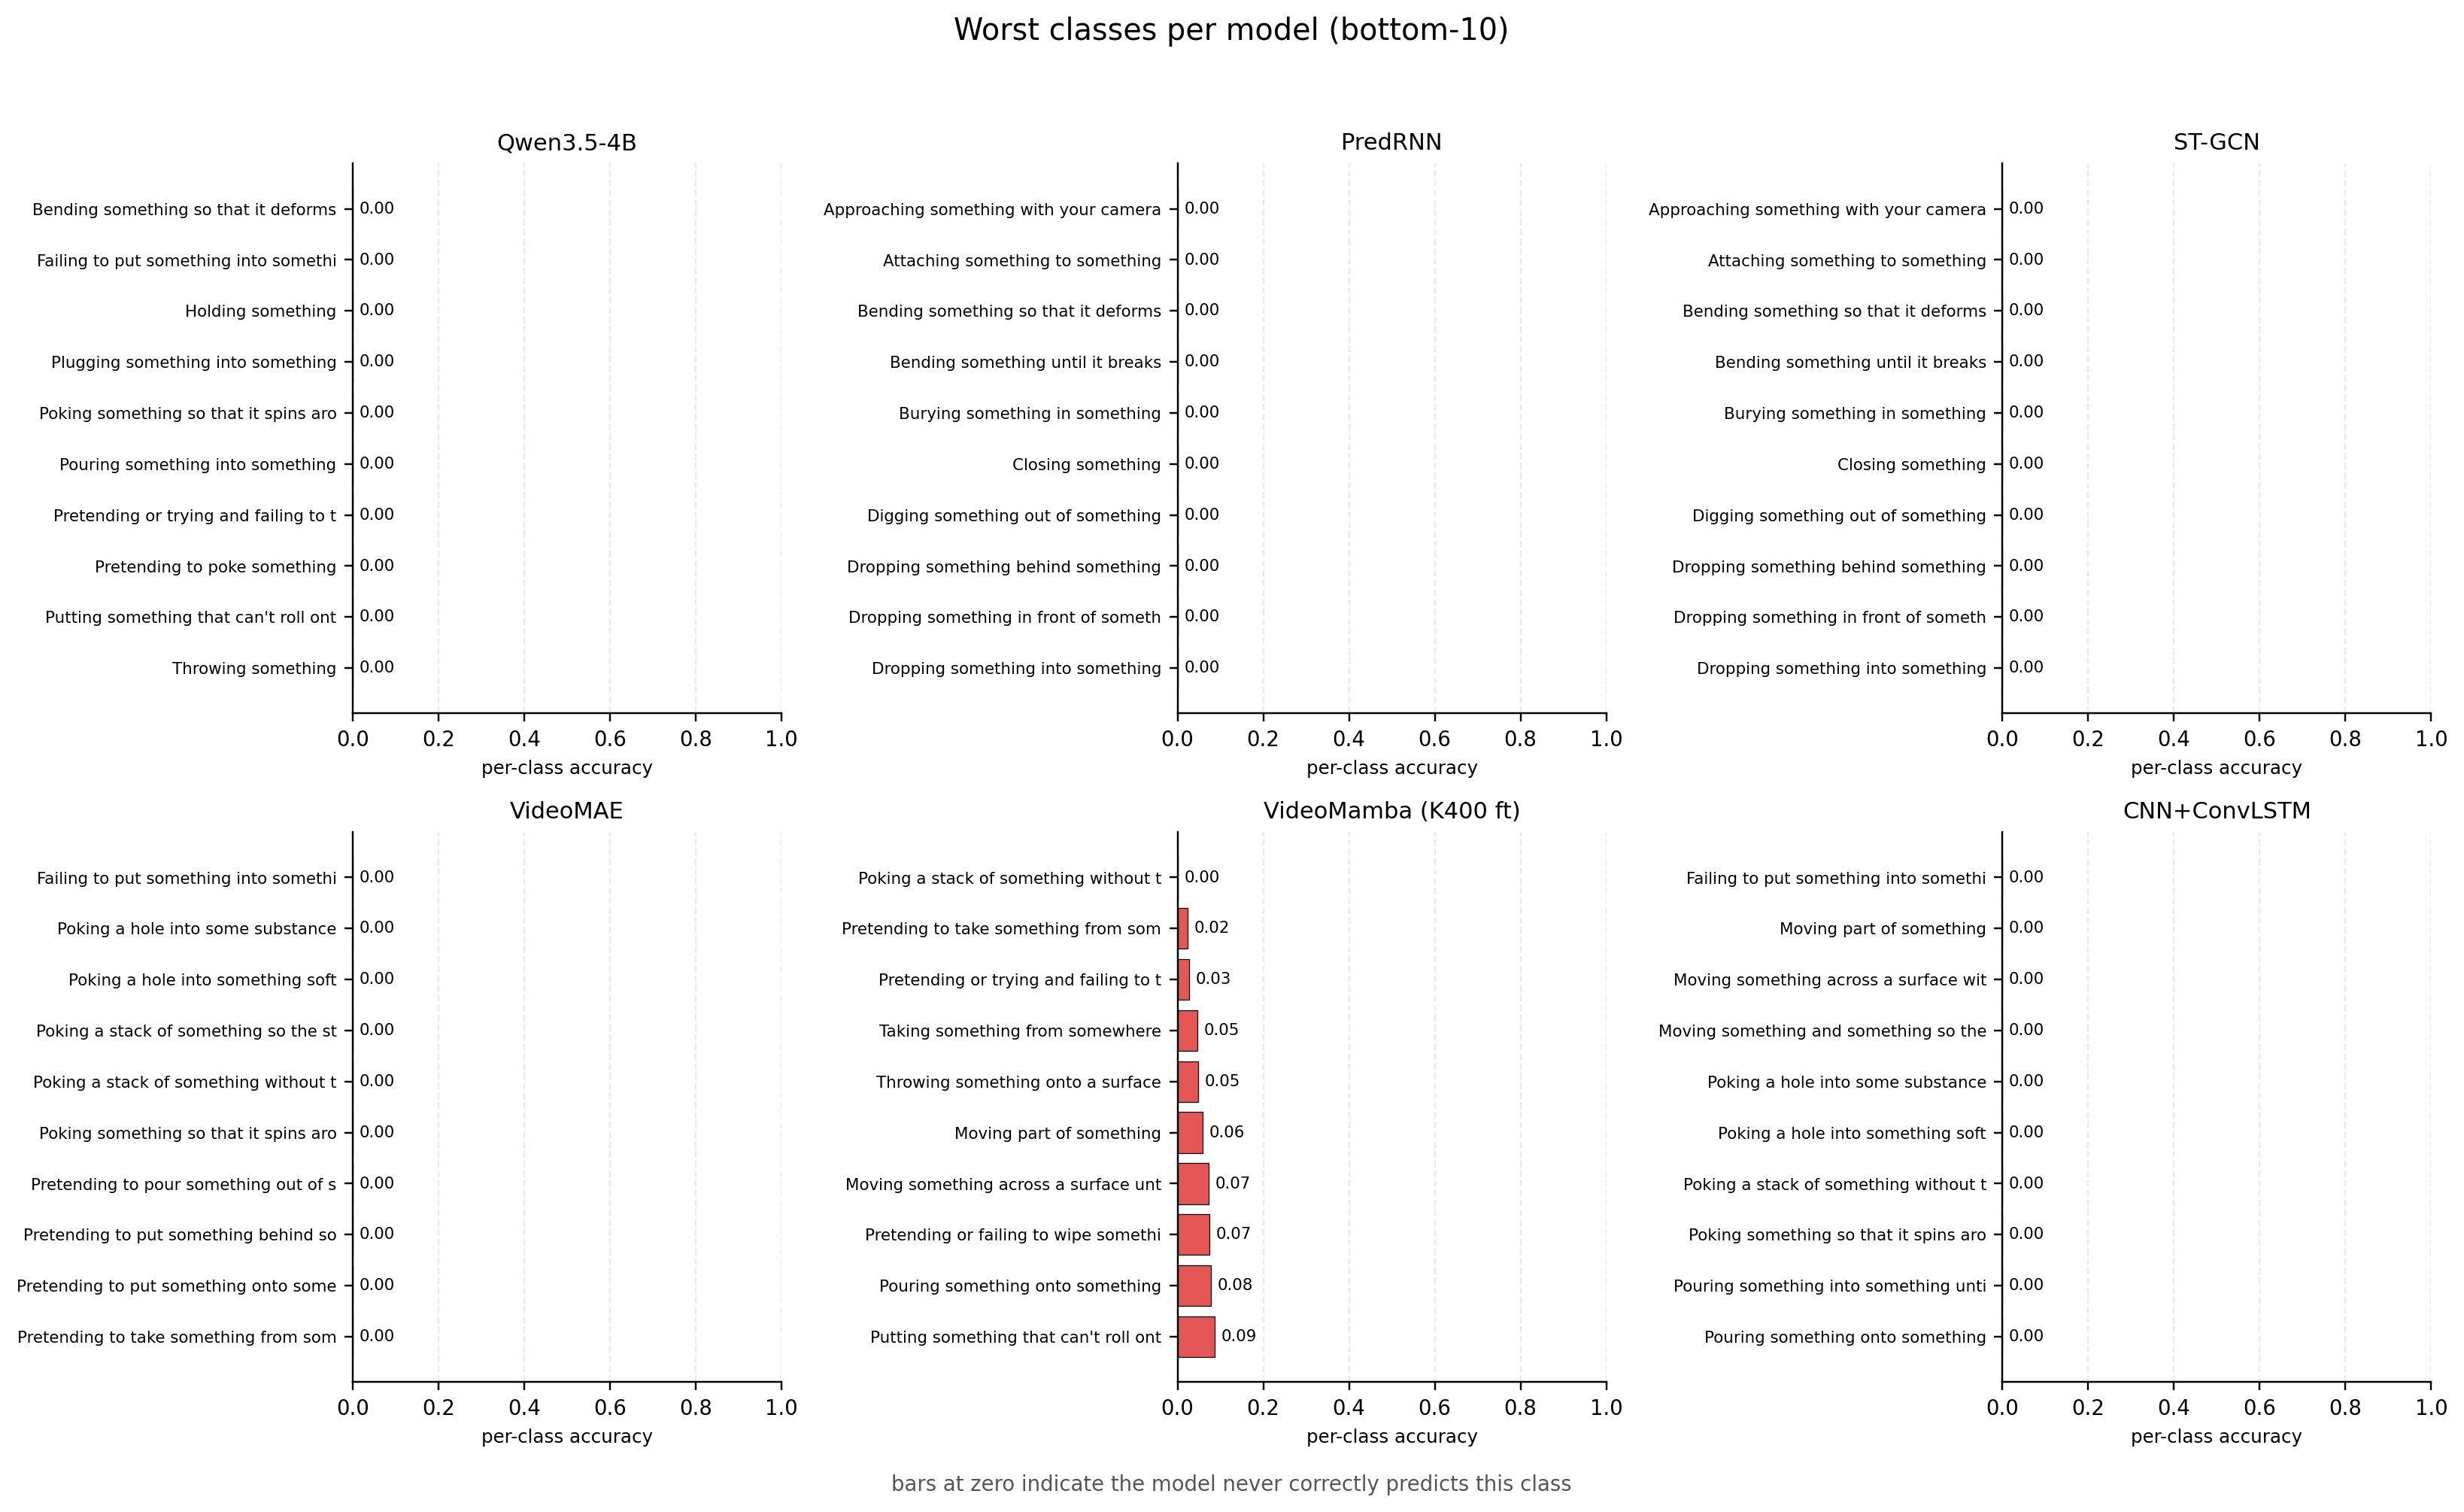 Worst classes per model (bottom-10)
Qwen3.5-4B
Bending something so that it deforms 0.00
Failing to put something into somethi 0.00
Holding something 0.00
Plugging something into something 0.00
Poking something so that it spins aro 0.00
Pouring something into something 0.00
Pretending or trying and failing to t 0.00
Pretending to poke something 0.00
Putting something that can't roll ont 0.00
Throwing something 0.00
0.0 0.2 0.4 0.6 0.8 1.0
per-class accuracy
PredRNN
Approaching something with your camera 0.00
Attaching something to something 0.00
Bending something so that it deforms 0.00
Bending something until it breaks 0.00
Burying something in something 0.00
Closing something 0.00
Digging something out of something 0.00
Dropping something behind something 0.00
Dropping something in front of someth 0.00
Dropping something into something 0.00
0.0 0.2 0.4 0.6 0.8 1.0
per-class accuracy
ST-GCN
Approaching something with your camera 0.00
Attaching something to something 0.00
Bending something so that it deforms 0.00
Bending something until it breaks 0.00
Burying something in something 0.00
Closing something 0.00
Digging something out of something 0.00
Dropping something behind something 0.00
Dropping something in front of someth 0.00
Dropping something into something 0.00
0.0 0.2 0.4 0.6 0.8 1.0
per-class accuracy
VideoMAE
Failing to put something into somethi 0.00
Poking a hole into some substance 0.00
Poking a hole into something soft 0.00
Poking a stack of something so the st 0.00
Poking a stack of something without t 0.00
Poking something so that it spins aro 0.00
Pretending to pour something out of s 0.00
Pretending to put something behind so 0.00
Pretending to put something onto some 0.00
Pretending to take something from som 0.00
0.0 0.2 0.4 0.6 0.8 1.0
per-class accuracy
VideoMamba (K400 ft)
Poking a stack of something without t 0.00
Pretending to take something from som 0.02
Pretending or trying and failing to t 0.03
Taking something from somewhere 0.05
Throwing something onto a surface 0.05
Moving part of something 0.06
Moving something across a surface unt 0.07
Pretending or failing to wipe somethi 0.07
Pouring something onto something 0.08
Putting something that can't roll ont 0.09
0.0 0.2 0.4 0.6 0.8 1.0
per-class accuracy
CNN+ConvLSTM
Failing to put something into somethi 0.00
Moving part of something 0.00
Moving something across a surface wit 0.00
Moving something and something so the 0.00
Poking a hole into some substance 0.00
Poking a hole into something soft 0.00
Poking a stack of something without t 0.00
Poking something so that it spins aro 0.00
Pouring something into something unti 0.00
Pouring something onto something 0.00
0.0 0.2 0.4 0.6 0.8 1.0
per-class accuracy
bars at zero indicate the model never correctly predicts this class